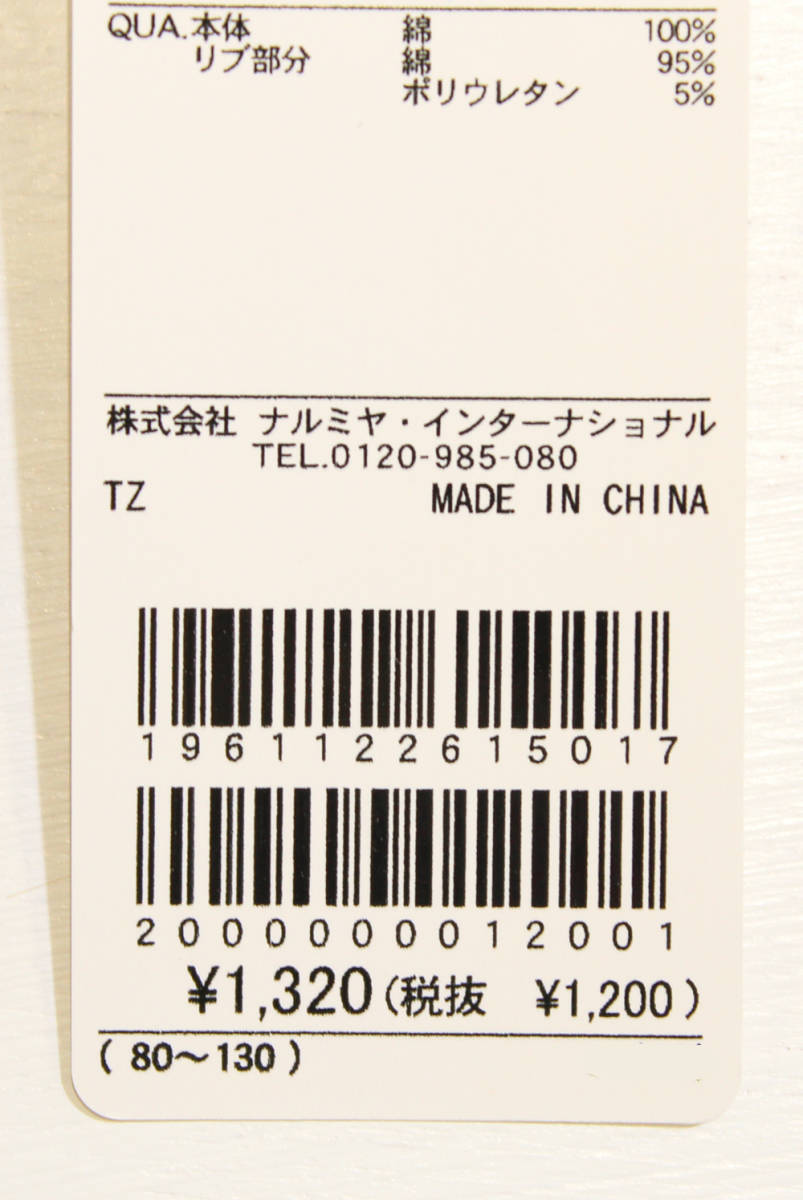 QUA.本体 綿 100%
リブ部分 綿 95%
ポリウレタン 5%
株式会社 ナルミヤ・インターナショナル
TEL.0120-985-080
TZ MADE IN CHINA
1961122615017
2000000012001
¥1,320(税抜 ¥1,200)
(80〜130)